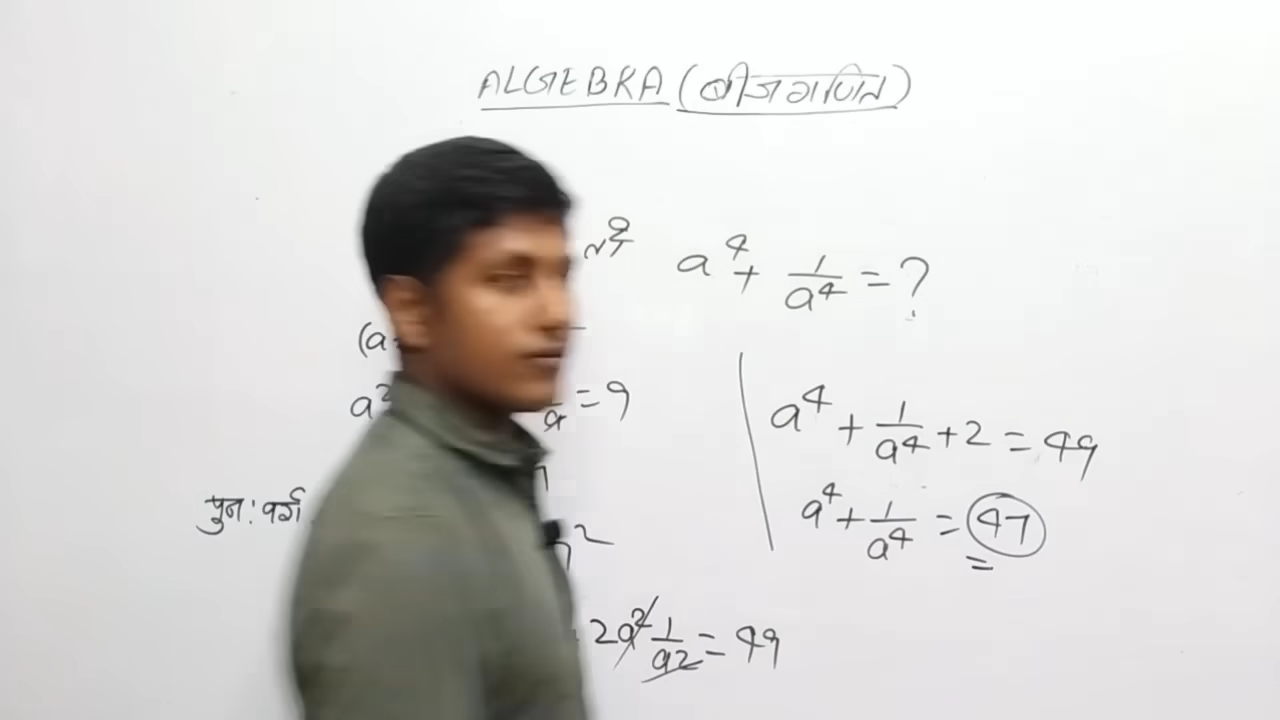 ALGEBRA (बीजगणित)
तो a⁴ + 1/a⁴ = ?
(a
a² a = 9
पुनः वर्ग
2
2a² 1/a² = 49
a⁴ + 1/a⁴ + 2 = 49
a⁴ + 1/a⁴ = 47